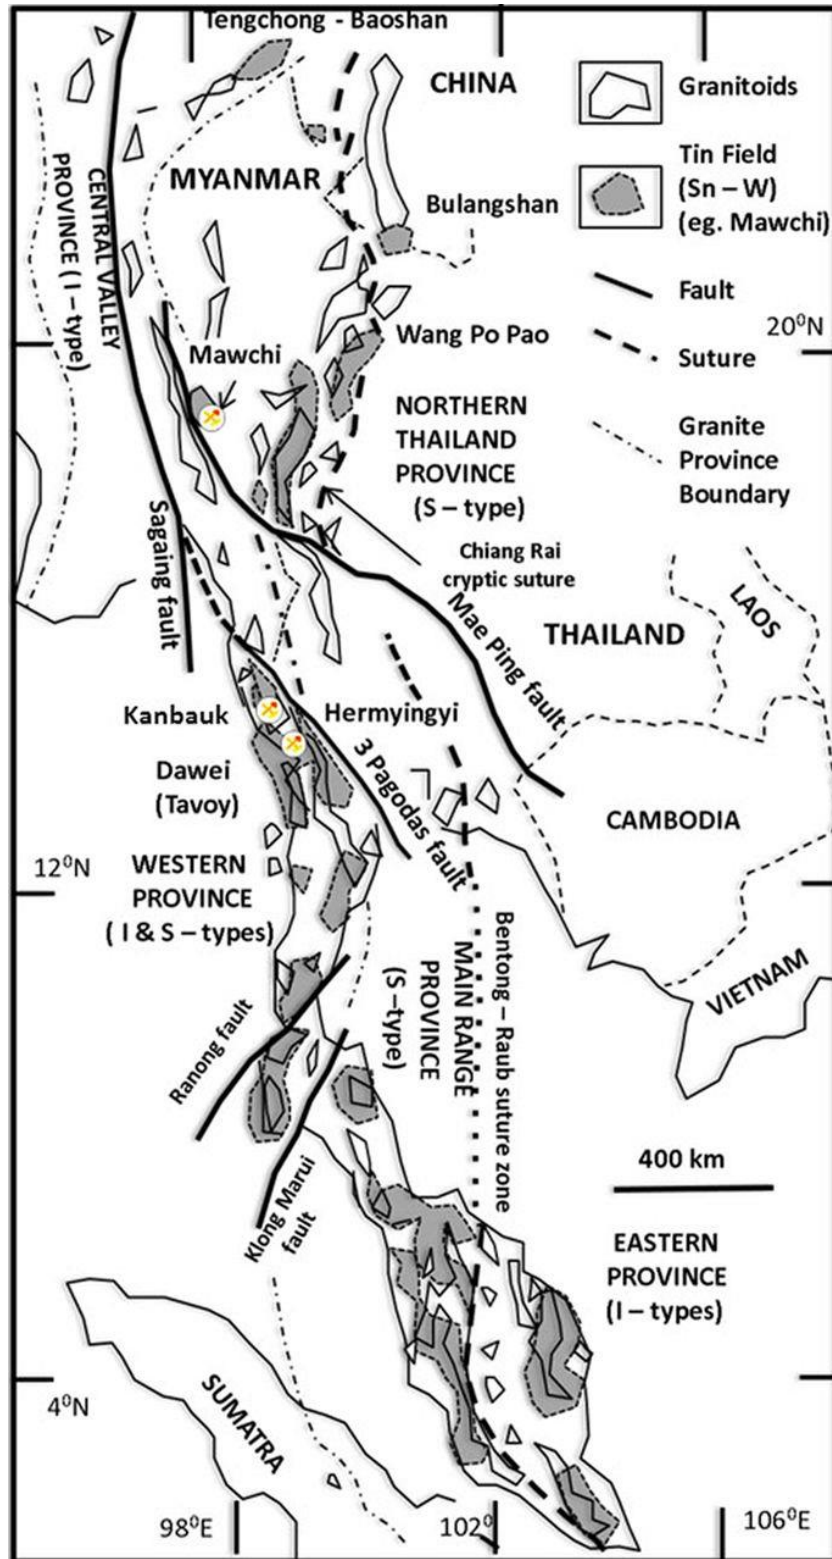 Tengchong - Baoshan
CHINA
Granitoids
MYANMAR
Tin Field
(Sn – W)
(eg. Mawchi)
CENTRAL VALLEY
PROVINCE ( I – type)
Bulangshan
Fault
20⁰N
Wang Po Pao
Mawchi
Suture
NORTHERN
THAILAND
PROVINCE
(S – type)
Granite
Province
Boundary
Sagaing fault
Chiang Rai
cryptic suture
Mae Ping fault
THAILAND
LAOS
Kanbauk
Hermyingyi
Dawei
(Tavoy)
3 Pagodas fault
CAMBODIA
12⁰N
WESTERN
PROVINCE
( I & S – types)
Bentong – Raub suture zone
MAIN RANGE
PROVINCE
(S –type)
VIETNAM
Ranong fault
400 km
Klong Marui
fault
EASTERN
PROVINCE
(I – types)
4⁰N
SUMATRA
98⁰E
102⁰
106⁰E